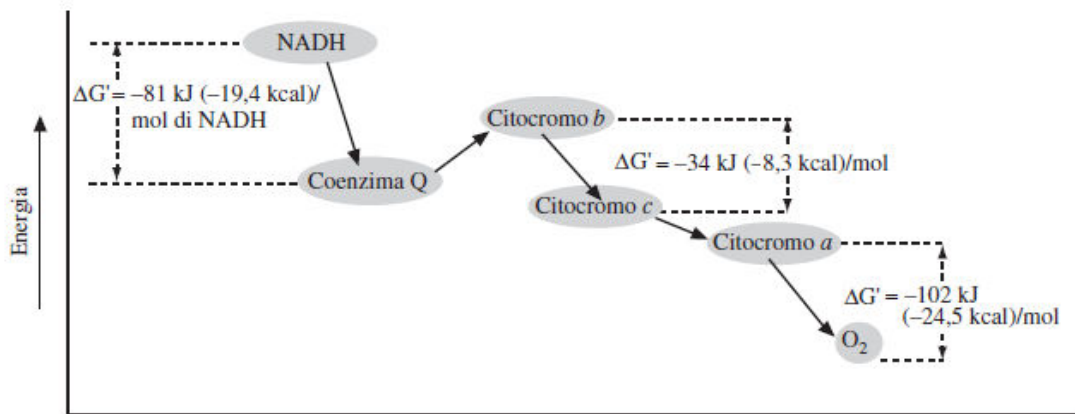 NADH
ΔG' = –81 kJ (–19,4 kcal)/
mol di NADH
Citocromo b
ΔG' = –34 kJ (–8,3 kcal)/mol
Coenzima Q
Citocromo c
Energia
Citocromo a
ΔG' = –102 kJ
(–24,5 kcal)/mol
O₂